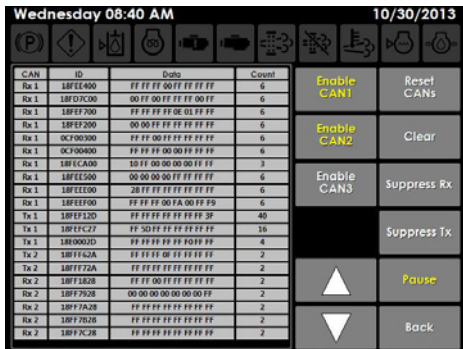 Wednesday 08:40 AM 10/30/2013
(P)
CAN ID Data Count
Rx 1 18FEE400 FF FF FF 00 FF FF FF FF 6
Rx 1 18FD7C00 00 FF 00 FF FF FF 00 FF 6
Rx 1 18FEF700 FF FF FF FF 0E 01 FF FF 6
Rx 1 18FEF200 00 00 FF FF FF FF FF FF 6
Rx 1 0CF00300 FF FF 00 FF FF FF FF FF 6
Rx 1 0CF00400 FF FF FF 00 00 FF FF FF 6
Rx 1 18FECA00 10 FF 00 00 00 00 FF FF 3
Rx 1 18FEE500 00 00 00 00 FF FF FF FF 6
Rx 1 18FEEE00 28 FF FF FF FF FF FF FF 6
Rx 1 18FEEF00 FF FF FF 00 FA 00 FF F9 6
Tx 1 18FEF12D FF FF FF FF FF FF FF 3F 40
Tx 1 18FEFC27 FF 5D FF FF FF FF FF FF 16
Tx 1 18E0002D FF FF FF FF FF F0 FF FF 4
Tx 2 18FFF62A FF FF FF 0F FF FF FF FF 2
Tx 2 18FFF72A FF FF FF FF FF FF FF FF 2
Rx 2 18FF1828 FF FF 00 FF FF FF FF FF 2
Rx 2 18FF7928 00 00 00 00 00 00 00 FF 2
Rx 2 18FF7A28 FF FF FF FF FF FF FF FF 2
Rx 2 18FF7B28 FF FF FF FF FF FF FF FF 2
Rx 2 18FF7C28 FF FF FF FF FF FF FF FF 2
Enable
CAN1
Reset
CANs
Enable
CAN2
Clear
Enable
CAN3
Suppress Rx
Suppress Tx
Pause
Back